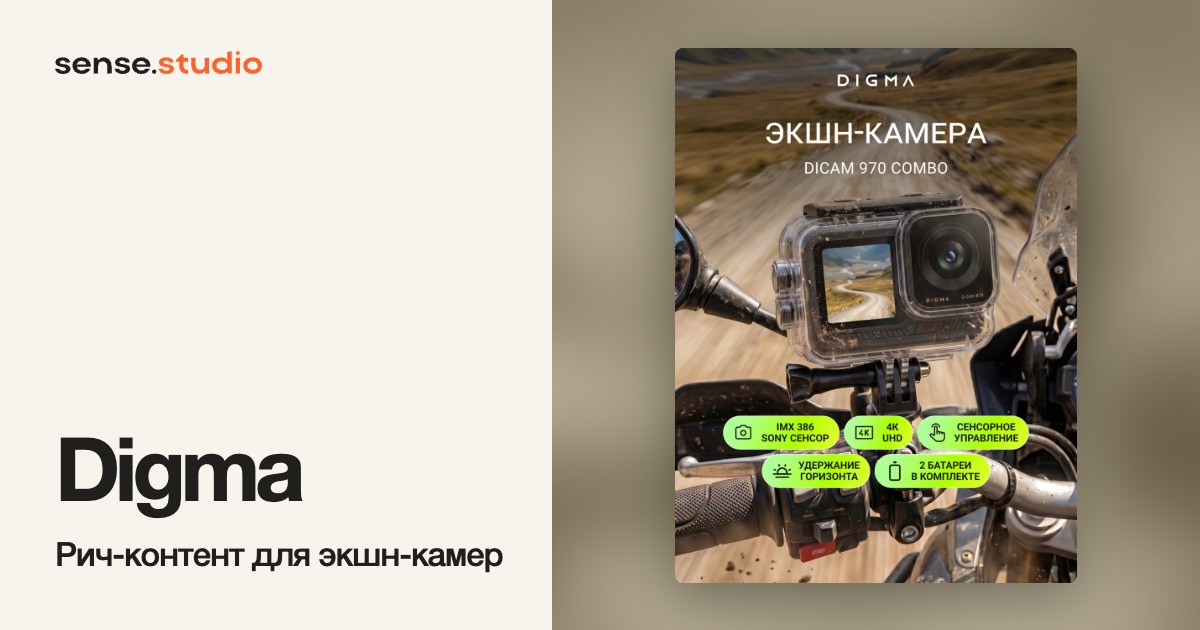 sense.studio
Digma
Рич-контент для экшн-камер
DIGMA
ЭКШН-КАМЕРА
DICAM 970 COMBO
DIGMA
IMX 386
SONY СЕНСОР
4K
4K
UHD
СЕНСОРНОЕ
УПРАВЛЕНИЕ
УДЕРЖАНИЕ
ГОРИЗОНТА
2 БАТАРЕИ
В КОМПЛЕКТЕ
START